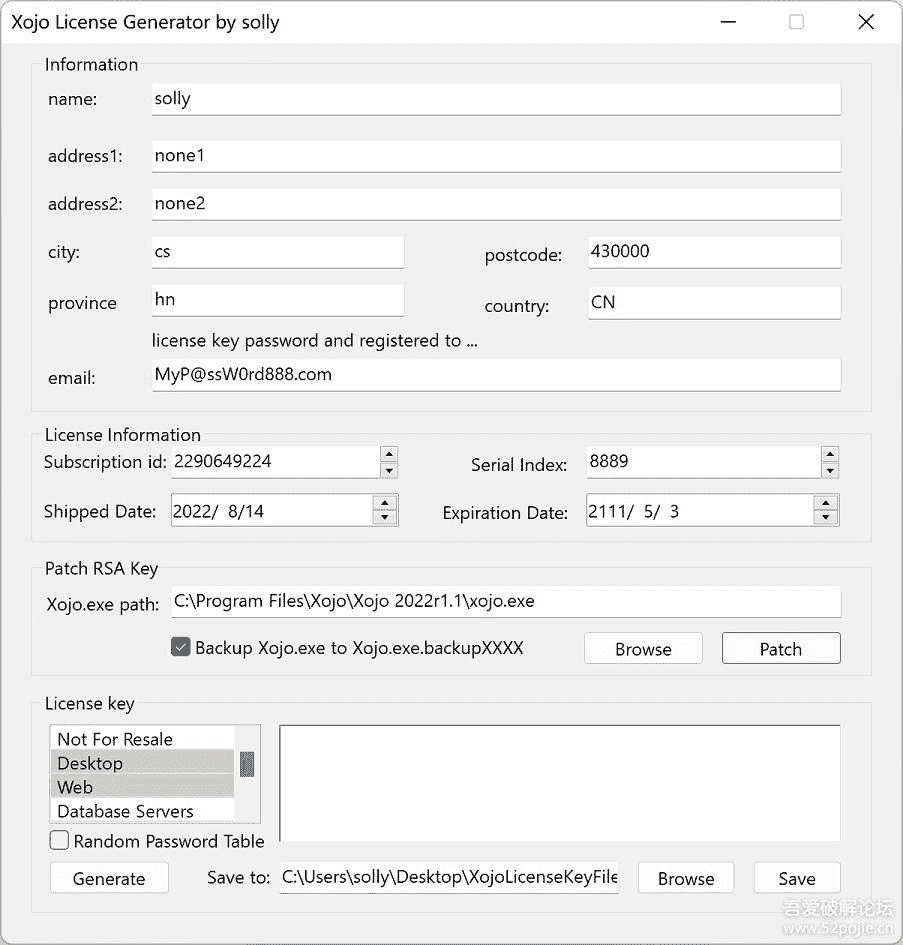 Xojo License Generator by solly
Information
name: solly
address1: none1
address2: none2
city: cs postcode: 430000
province hn country: CN
license key password and registered to ...
email: MyP@ssW0rd888.com
License Information
Subscription id: 2290649224 Serial Index: 8889
Shipped Date: 2022/ 8/14 Expiration Date: 2111/ 5/ 3
Patch RSA Key
Xojo.exe path: C:\Program Files\Xojo\Xojo 2022r1.1\xojo.exe
Backup Xojo.exe to Xojo.exe.backupXXXX Browse Patch
License key
Not For Resale
Desktop
Web
Database Servers
Random Password Table
Generate Save to: C:\Users\solly\Desktop\XojoLicenseKeyFile Browse Save
吾爱破解论坛
www.52pojie.cn